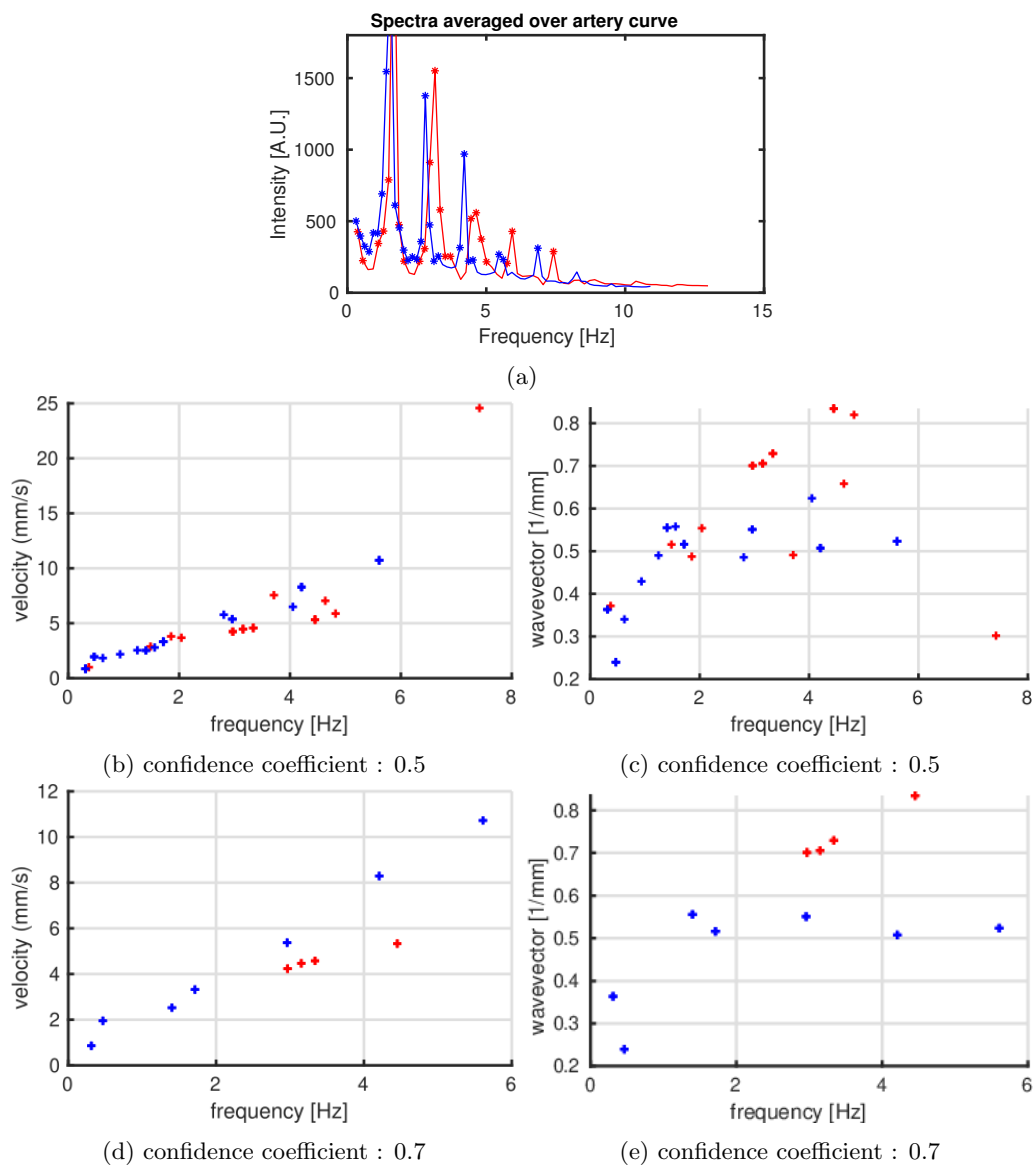 Spectra averaged over artery curve
1500
1000
500
0
Intensity [A.U.]
0 5 10 15
Frequency [Hz]
(a)
25
20
15
10
5
0
velocity (mm/s)
0 2 4 6 8
frequency [Hz]
(b) confidence coefficient : 0.5
0.8
0.7
0.6
0.5
0.4
0.3
0.2
wavevector [1/mm]
0 2 4 6 8
frequency [Hz]
(c) confidence coefficient : 0.5
12
10
8
6
4
2
0
velocity (mm/s)
0 2 4 6
frequency [Hz]
(d) confidence coefficient : 0.7
0.8
0.7
0.6
0.5
0.4
0.3
0.2
wavevector [1/mm]
0 2 4 6
frequency [Hz]
(e) confidence coefficient : 0.7